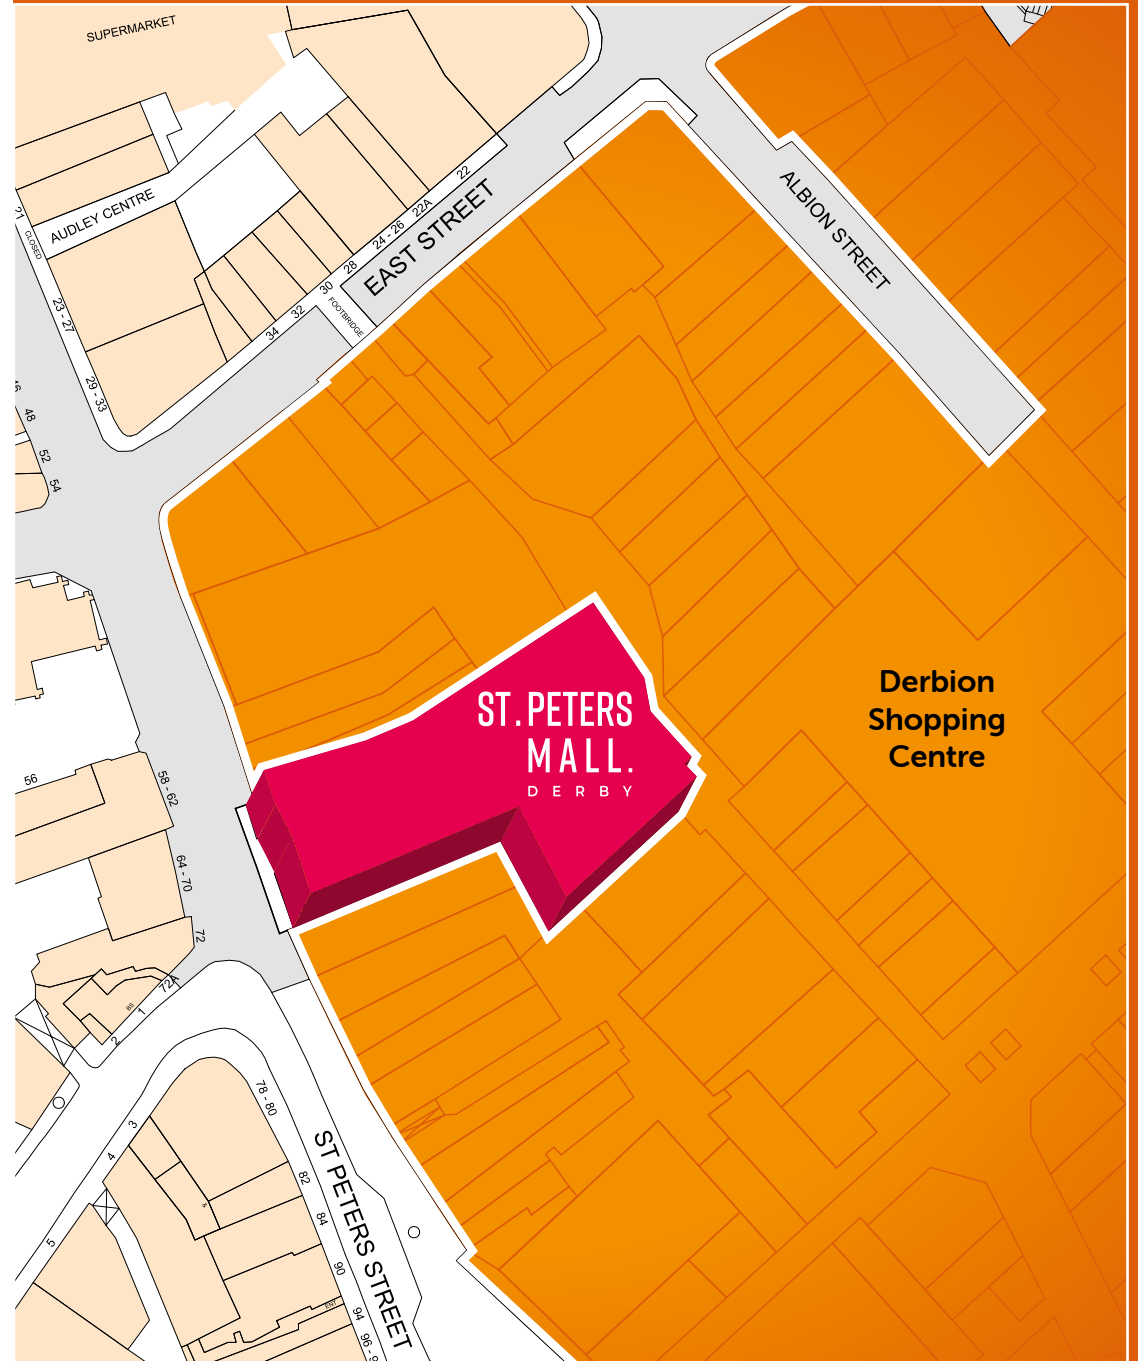 SUPERMARKET
AUDLEY CENTRE
21
CLOSED
23 - 27
29 - 33
22
22A
24 - 26
28
30
32
34
EAST STREET
FOOTBRIDGE
ALBION STREET
48
52
54
Derbion
Shopping
Centre
ST. PETERS
MALL.
DERBY
56
58 - 62
64 - 70
72
72A
1
2
3
4
5
78 - 80
82
84
90
94
ENT
ST PETERS STREET